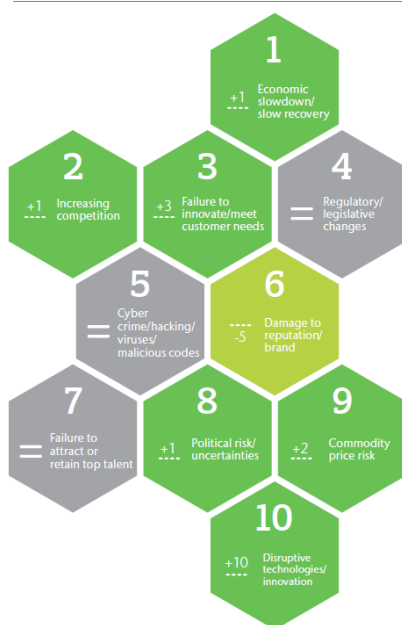 1
+1
Economic
slowdown/
slow recovery
2
+1
Increasing
competition
3
+3
Failure to
innovate/meet
customer needs
4
=
Regulatory/
legislative
changes
5
=
Cyber
crime/hacking/
viruses/
malicious codes
6
-5
Damage to
reputation/
brand
7
=
Failure to
attract or
retain top talent
8
+1
Political risk/
uncertainties
9
+2
Commodity
price risk
10
+10
Disruptive
technologies/
innovation